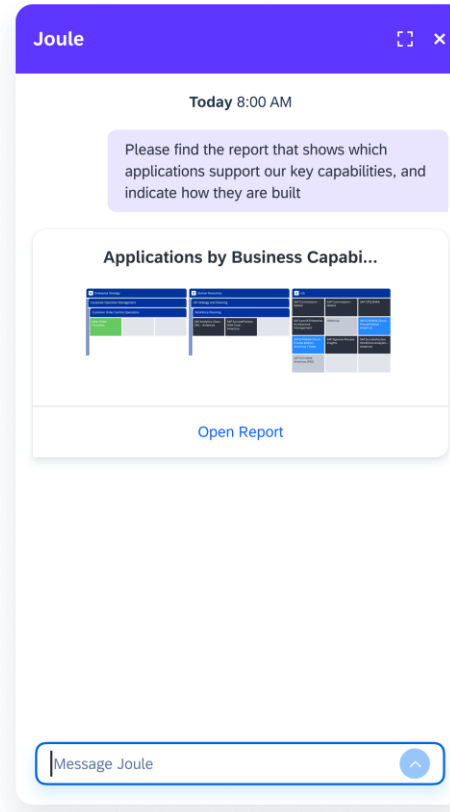 Joule
Today 8:00 AM
Please find the report that shows which
applications support our key capabilities, and
indicate how they are built
Applications by Business Capabi...
Open Report
Message Joule